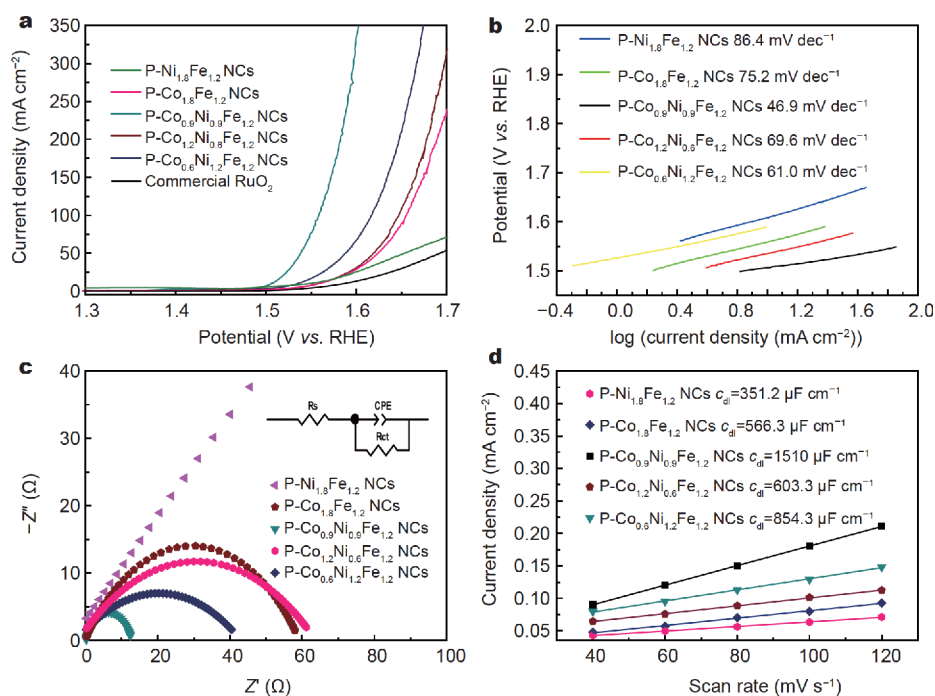 a
350
300
250
200
150
100
50
0
Current density (mA cm⁻²)
P-Ni₁.₈Fe₁.₂ NCs
P-Co₁.₈Fe₁.₂ NCs
P-Co₀.₉Ni₀.₉Fe₁.₂ NCs
P-Co₁.₂Ni₀.₆Fe₁.₂ NCs
P-Co₀.₆Ni₁.₂Fe₁.₂ NCs
Commercial RuO₂
1.3 1.4 1.5 1.6 1.7
Potential (V vs. RHE)
b
2.0
1.9
1.8
1.7
1.6
1.5
Potential (V vs. RHE)
P-Ni₁.₈Fe₁.₂ NCs 86.4 mV dec⁻¹
P-Co₁.₈Fe₁.₂ NCs 75.2 mV dec⁻¹
P-Co₀.₉Ni₀.₉Fe₁.₂ NCs 46.9 mV dec⁻¹
P-Co₁.₂Ni₀.₆Fe₁.₂ NCs 69.6 mV dec⁻¹
P-Co₀.₆Ni₁.₂Fe₁.₂ NCs 61.0 mV dec⁻¹
−0.4 0.0 0.4 0.8 1.2 1.6 2.0
log (current density (mA cm⁻²))
c
40
30
20
10
0
−Z″ (Ω)
Rs CPE
Rct
P-Ni₁.₈Fe₁.₂ NCs
P-Co₁.₈Fe₁.₂ NCs
P-Co₀.₉Ni₀.₉Fe₁.₂ NCs
P-Co₁.₂Ni₀.₆Fe₁.₂ NCs
P-Co₀.₆Ni₁.₂Fe₁.₂ NCs
0 20 40 60 80 100
Z′ (Ω)
d
0.45
0.40
0.35
0.30
0.25
0.20
0.15
0.10
0.05
Current density (mA cm⁻²)
P-Ni₁.₈Fe₁.₂ NCs c_dl=351.2 μF cm⁻¹
P-Co₁.₈Fe₁.₂ NCs c_dl=566.3 μF cm⁻¹
P-Co₀.₉Ni₀.₉Fe₁.₂ NCs c_dl=1510 μF cm⁻¹
P-Co₁.₂Ni₀.₆Fe₁.₂ NCs c_dl=603.3 μF cm⁻¹
P-Co₀.₆Ni₁.₂Fe₁.₂ NCs c_dl=854.3 μF cm⁻¹
40 60 80 100 120
Scan rate (mV s⁻¹)